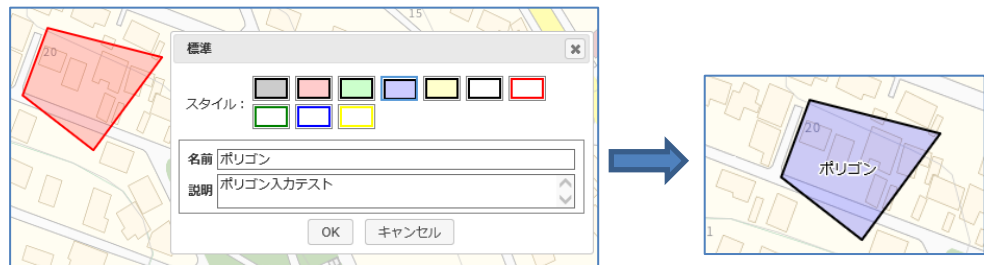 15
20
標準
スタイル：
名前 ポリゴン
説明 ポリゴン入力テスト
OK キャンセル
20
ポリゴン
1